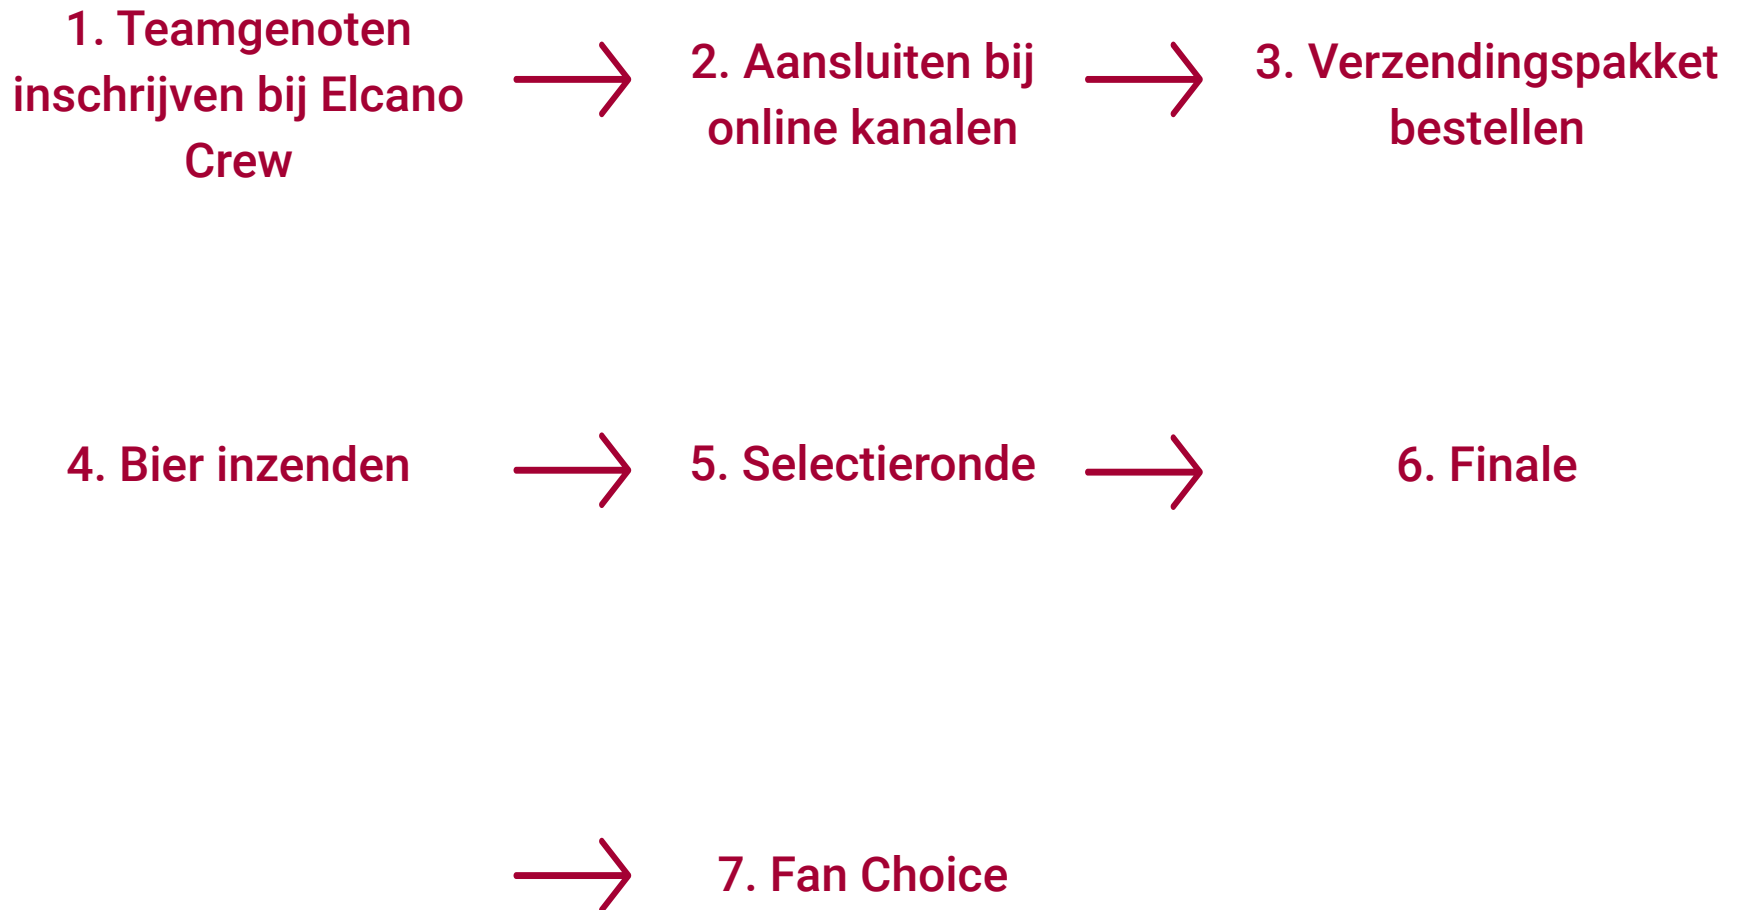 1. Teamgenoten
inschrijven bij Elcano
Crew
2. Aansluiten bij
online kanalen
3. Verzendingspakket
bestellen
4. Bier inzenden
5. Selectieronde
6. Finale
7. Fan Choice